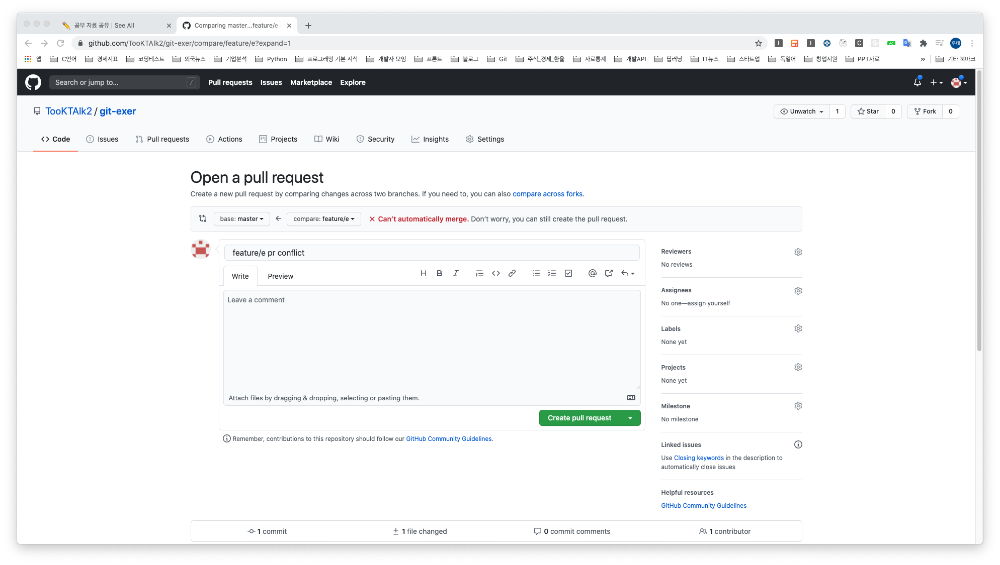 공부 자료 공유 | See All
Comparing master...feature/e
github.com/TooKTAlk2/git-exer/compare/feature/e?expand=1
우태
앱 C언어 경제지표 코딩테스트 외국뉴스 기업분석 Python 프로그래밍 기본 지식 개발자 모임 프론트 블로그 Git 주식_경제_환율 자료통계 개발API 딥러닝 IT뉴스 스타트업 독일어 창업지원 PPT자료 » 기타 북마크
Search or jump to... / Pull requests Issues Marketplace Explore
TooKTAlk2 / git-exer
Unwatch 1 Star 0 Fork 0
Code Issues Pull requests Actions Projects Wiki Security Insights Settings
Open a pull request
Create a new pull request by comparing changes across two branches. If you need to, you can also compare across forks.
base: master ← compare: feature/e × Can't automatically merge. Don't worry, you can still create the pull request.
feature/e pr conflict
Write Preview H B I @
Leave a comment
Attach files by dragging & dropping, selecting or pasting them.
Create pull request
Remember, contributions to this repository should follow our GitHub Community Guidelines.
Reviewers
No reviews
Assignees
No one—assign yourself
Labels
None yet
Projects
None yet
Milestone
No milestone
Linked issues
Use Closing keywords in the description to
automatically close issues
Helpful resources
GitHub Community Guidelines
1 commit 1 file changed 0 commit comments 1 contributor